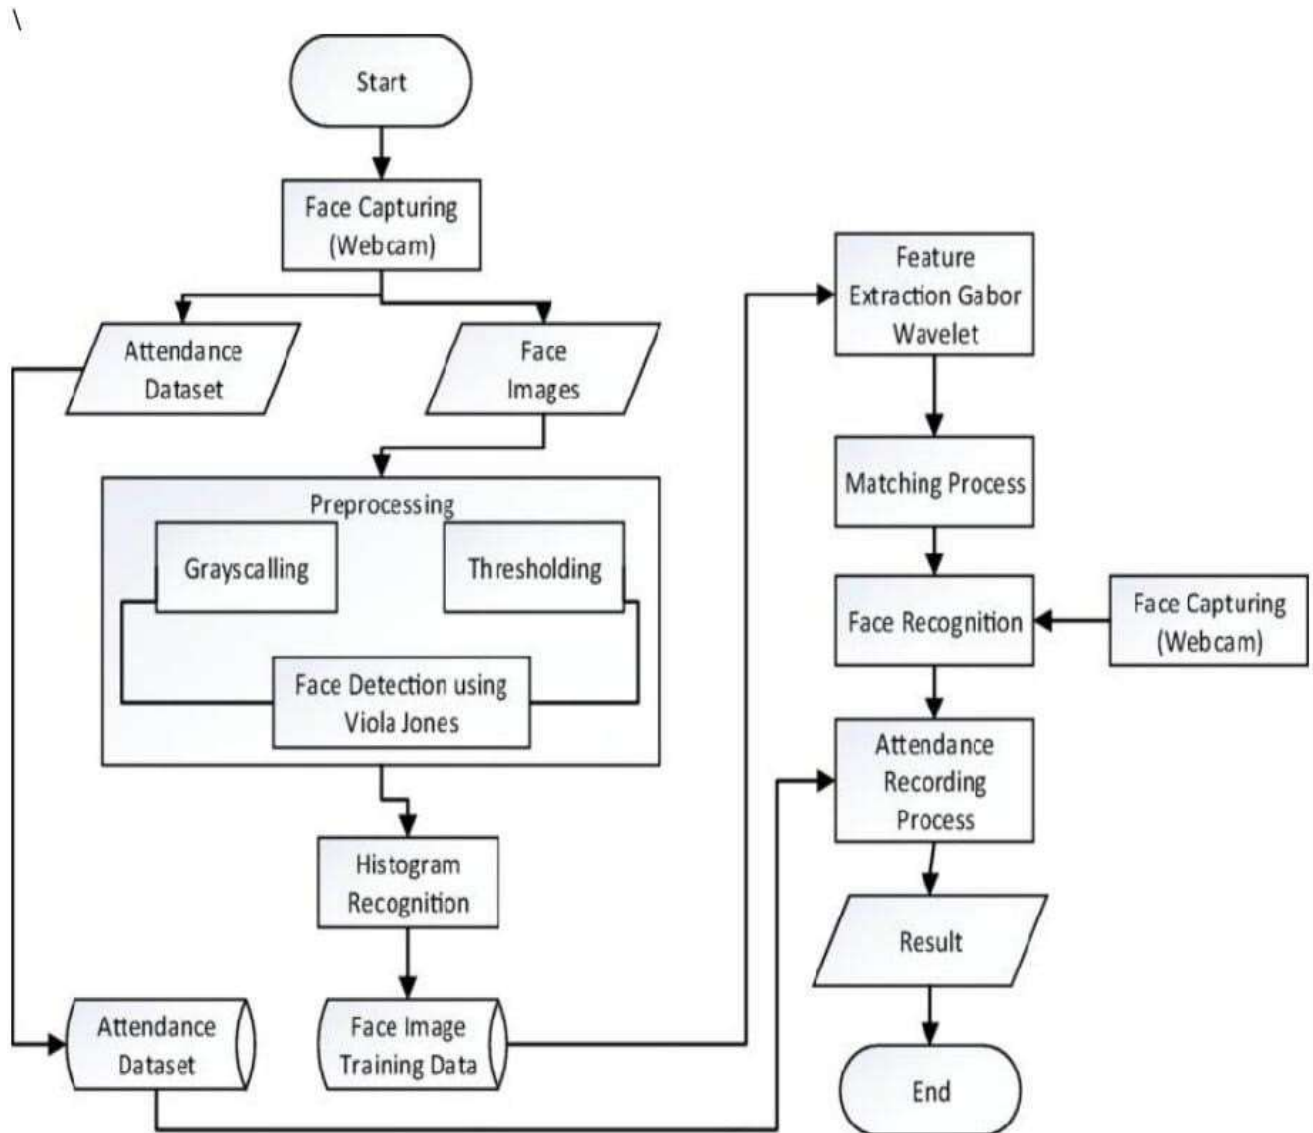 \
Start
Face Capturing
(Webcam)
Attendance
Dataset
Face
Images
Preprocessing
Grayscalling
Thresholding
Face Detection using
Viola Jones
Histogram
Recognition
Attendance
Dataset
Face Image
Training Data
Feature
Extraction Gabor
Wavelet
Matching Process
Face Recognition
Face Capturing
(Webcam)
Attendance
Recording
Process
Result
End